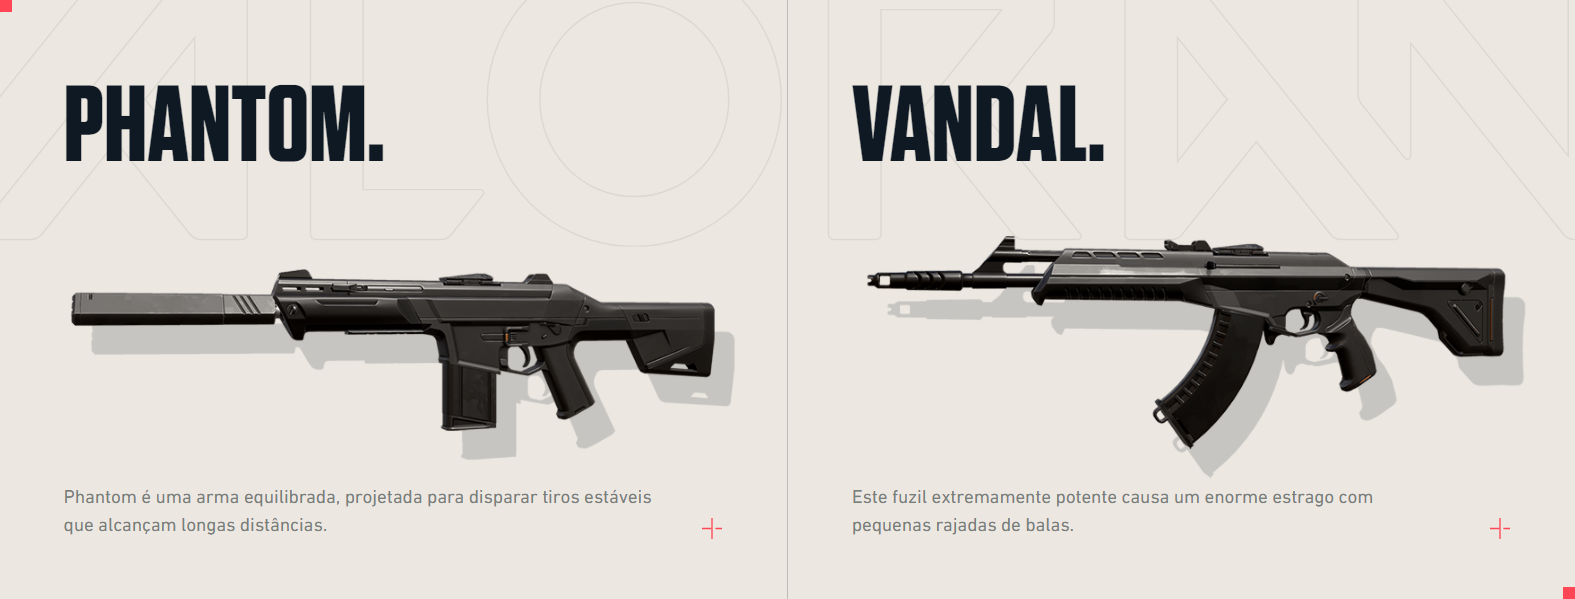 PHANTOM.
Phantom é uma arma equilibrada, projetada para disparar tiros estáveis
que alcançam longas distâncias.
VANDAL.
Este fuzil extremamente potente causa um enorme estrago com
pequenas rajadas de balas.